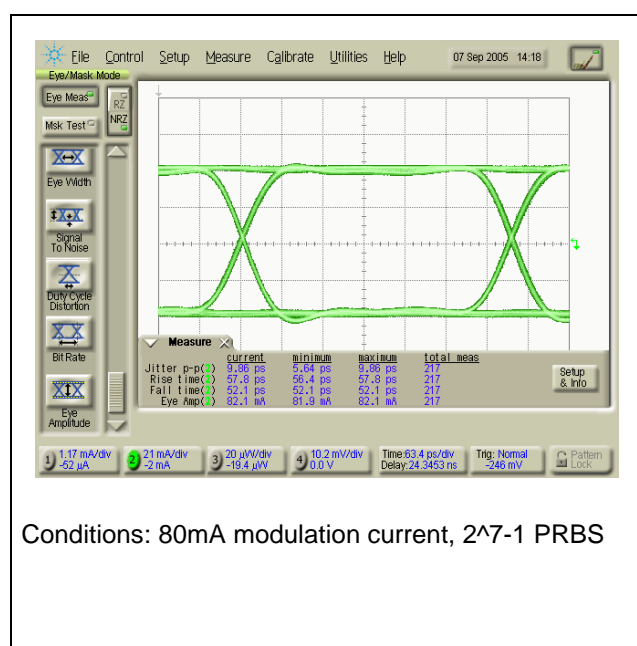 File Control Setup Measure Calibrate Utilities Help 07 Sep 2005 14:18
Eye/Mask Mode
Eye Meas
Msk Test
RZ
NRZ
Eye Width
Signal
To Noise
Duty Cycle
Distortion
Bit Rate
Eye
Amplitude
Measure
current minimum maximum total meas
Jitter p-p(2) 9.86 ps 5.64 ps 9.86 ps 217
Rise time(2) 57.8 ps 56.4 ps 57.8 ps 217
Fall time(2) 52.1 ps 52.1 ps 52.1 ps 217
Eye Amp(2) 82.1 mA 81.9 mA 82.1 mA 217
Setup
& Info
1) 1.17 mA/div
-52 µA
2) 21 mA/div
-2 mA
3) 20 µW/div
-19.4 µW
4) 10.2 mV/div
0.0 V
Time:63.4 ps/div
Delay:24.3453 ns
Trig: Normal
-246 mV
Pattern
Lock
Conditions: 80mA modulation current, 2^7-1 PRBS